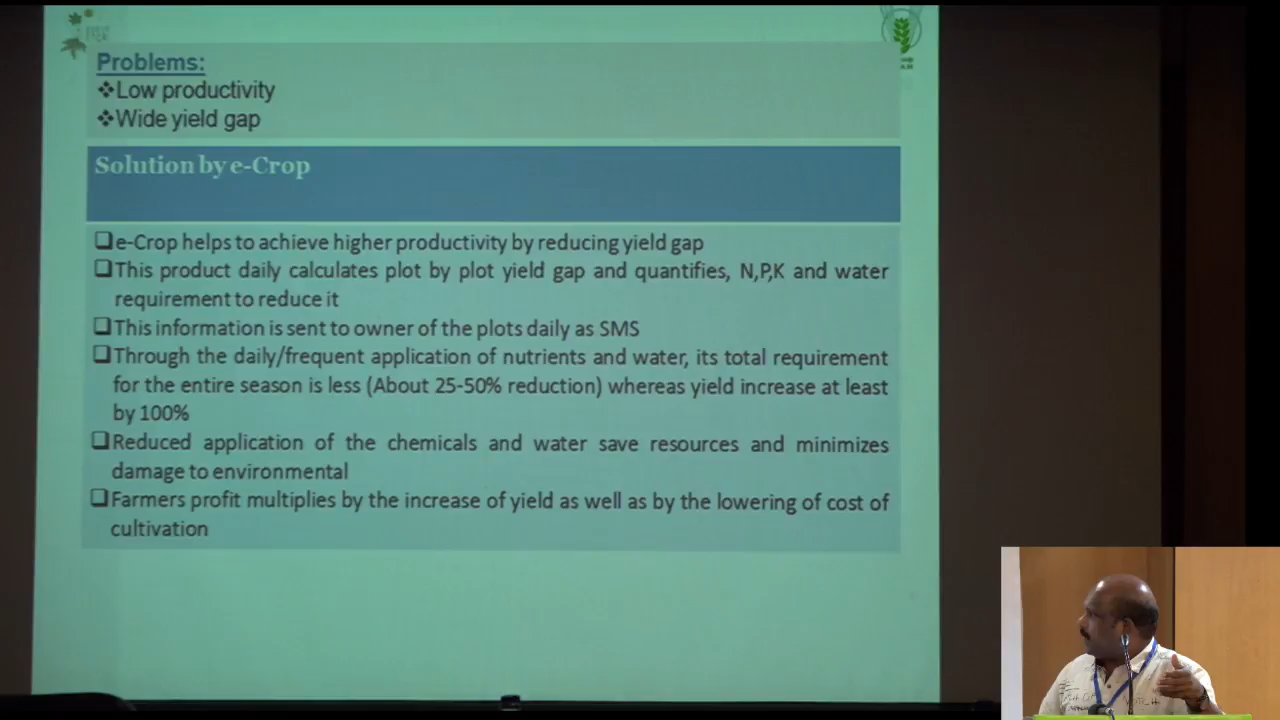 Problems:
❖Low productivity
❖Wide yield gap
Solution by e-Crop
❑e-Crop helps to achieve higher productivity by reducing yield gap
❑This product daily calculates plot by plot yield gap and quantifies, N,P,K and water
requirement to reduce it
❑This information is sent to owner of the plots daily as SMS
❑Through the daily/frequent application of nutrients and water, its total requirement
for the entire season is less (About 25-50% reduction) whereas yield increase at least
by 100%
❑Reduced application of the chemicals and water save resources and minimizes
damage to environmental
❑Farmers profit multiplies by the increase of yield as well as by the lowering of cost of
cultivation